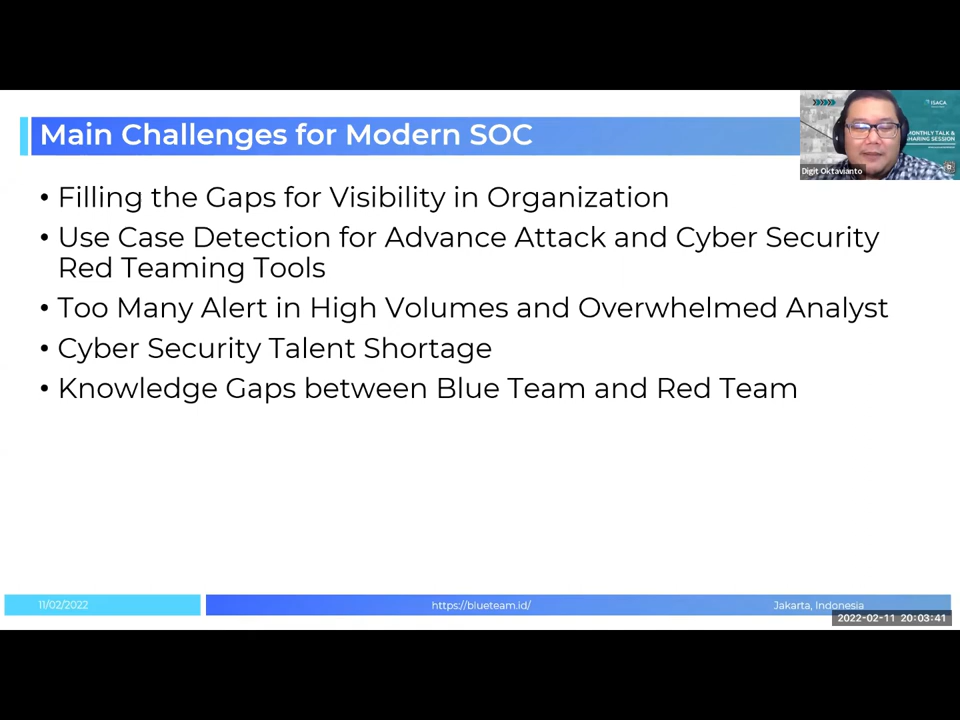 Main Challenges for Modern SOC
ISACA
MONTHLY TALK &
SHARING SESSION
Digit Oktavianto
• Filling the Gaps for Visibility in Organization
• Use Case Detection for Advance Attack and Cyber Security
Red Teaming Tools
• Too Many Alert in High Volumes and Overwhelmed Analyst
• Cyber Security Talent Shortage
• Knowledge Gaps between Blue Team and Red Team
11/02/2022
https://blueteam.id/
Jakarta, Indonesia
2022-02-11 20:03:41